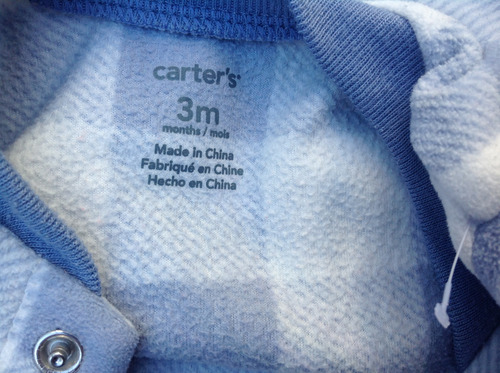 carter's®
3m
months / mois
Made in China
Fabriqué en Chine
Hecho en China